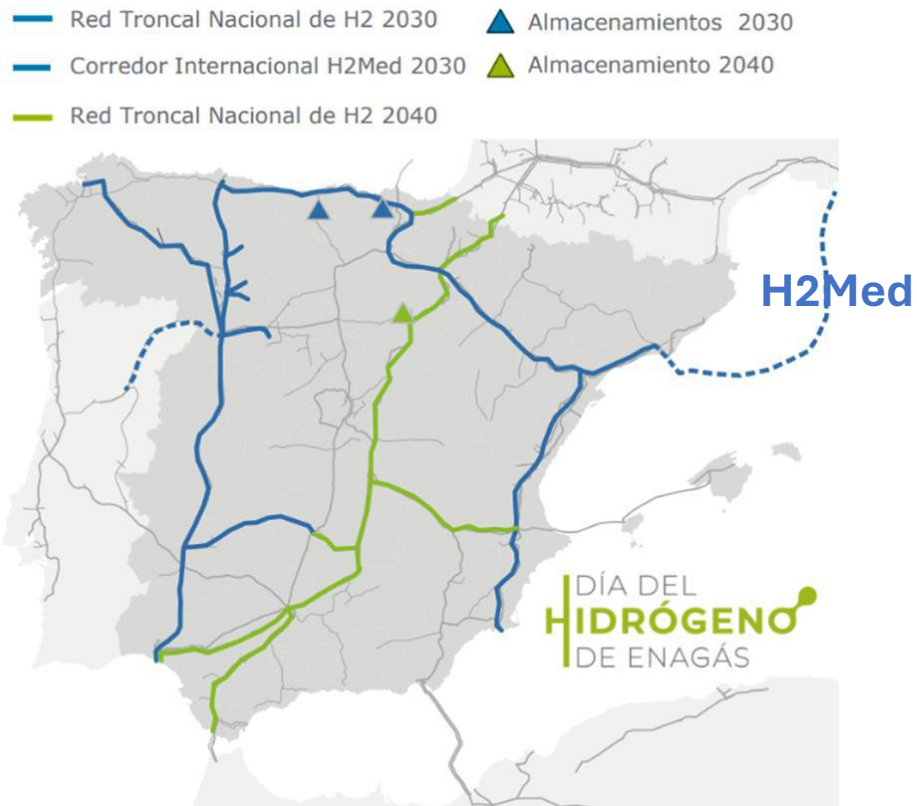 Red Troncal Nacional de H2 2030
Almacenamientos 2030
Corredor Internacional H2Med 2030
Almacenamiento 2040
Red Troncal Nacional de H2 2040
H2Med
DÍA DEL
HIDRÓGENO
DE ENAGÁS